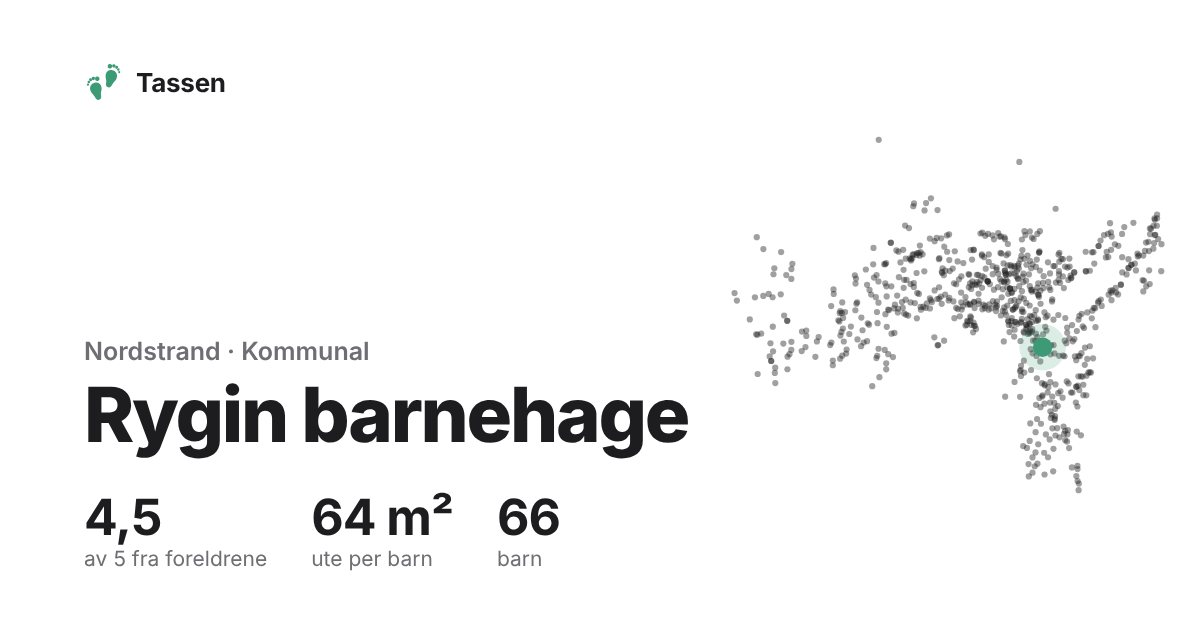 Tassen
Nordstrand · Kommunal
Rygin barnehage
4,5
av 5 fra foreldrene
64 m²
ute per barn
66
barn